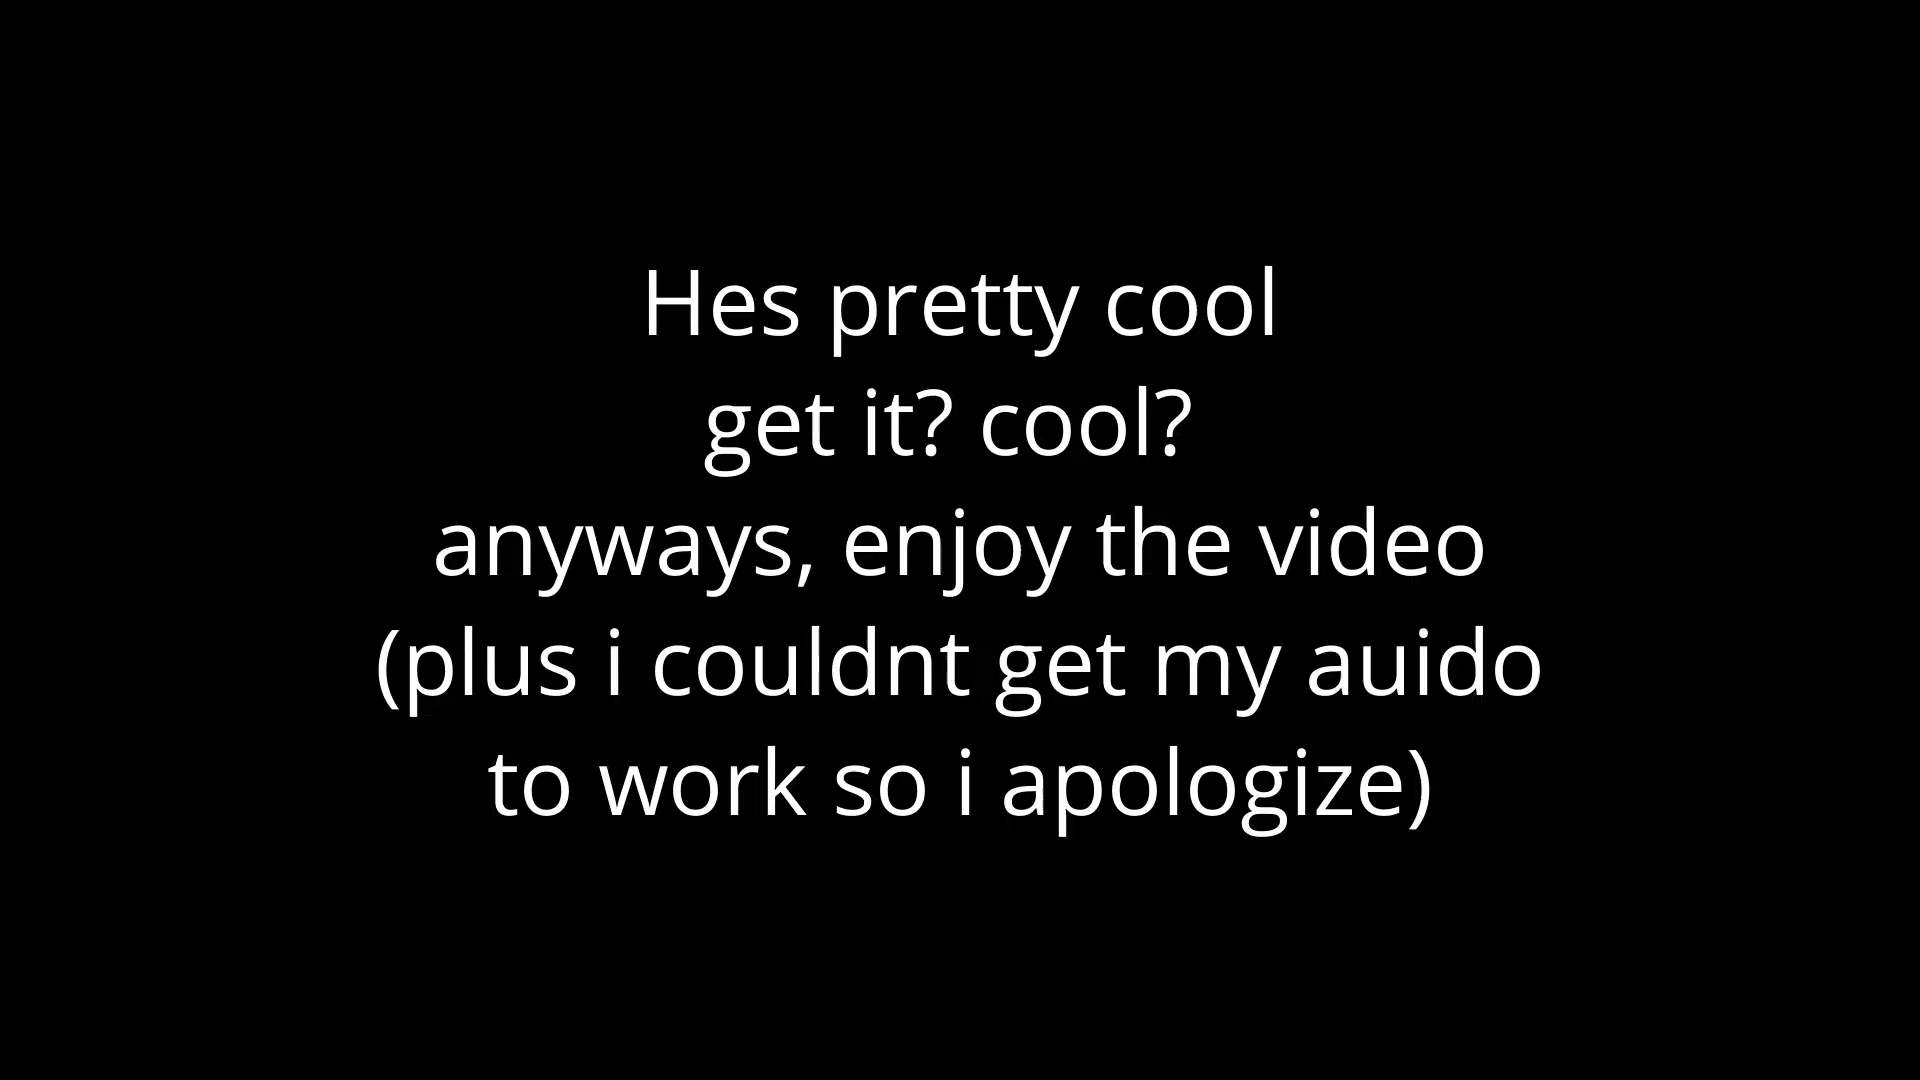 Hes pretty cool
get it? cool?
anyways, enjoy the video
(plus i couldnt get my auido
to work so i apologize)